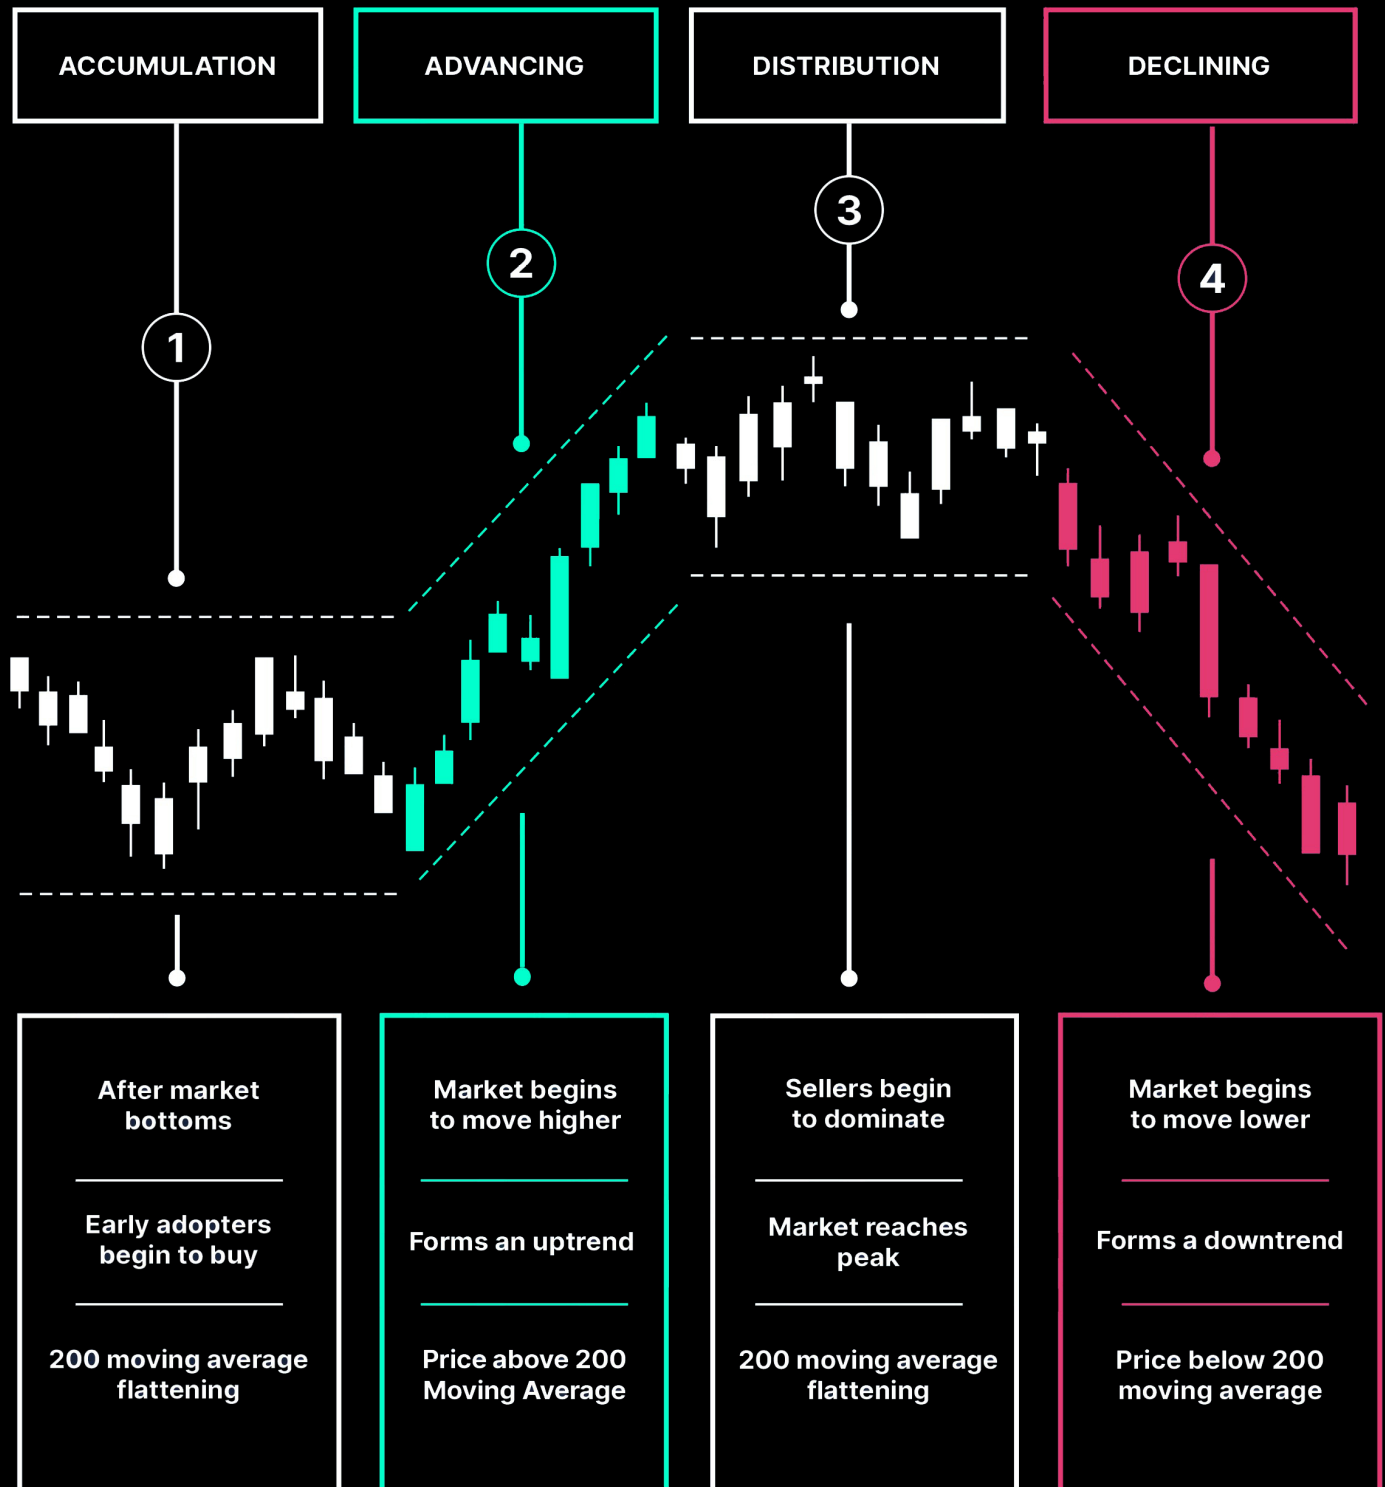 ACCUMULATION
ADVANCING
DISTRIBUTION
DECLINING
1
2
3
4
After market
bottoms
Early adopters
begin to buy
200 moving average
flattening
Market begins
to move higher
Forms an uptrend
Price above 200
Moving Average
Sellers begin
to dominate
Market reaches
peak
200 moving average
flattening
Market begins
to move lower
Forms a downtrend
Price below 200
moving average